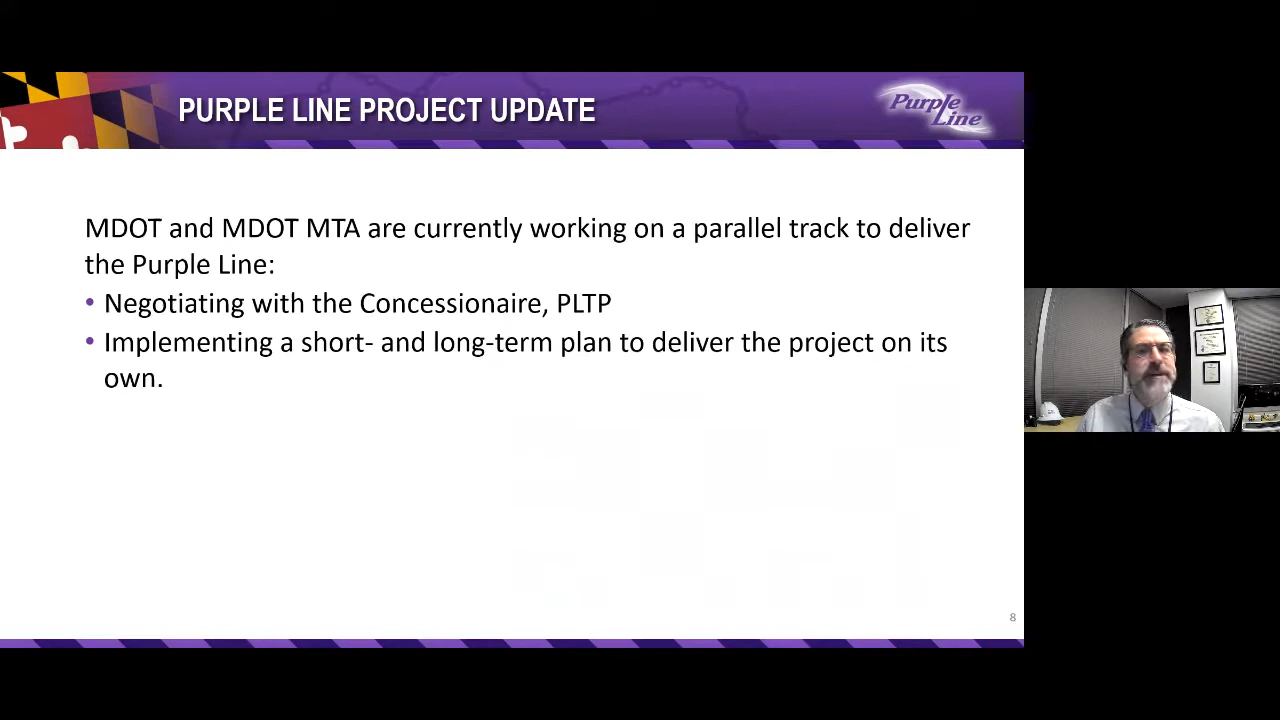 PURPLE LINE PROJECT UPDATE
Purple
Line
MDOT and MDOT MTA are currently working on a parallel track to deliver
the Purple Line:
• Negotiating with the Concessionaire, PLTP
• Implementing a short- and long-term plan to deliver the project on its
own.
8